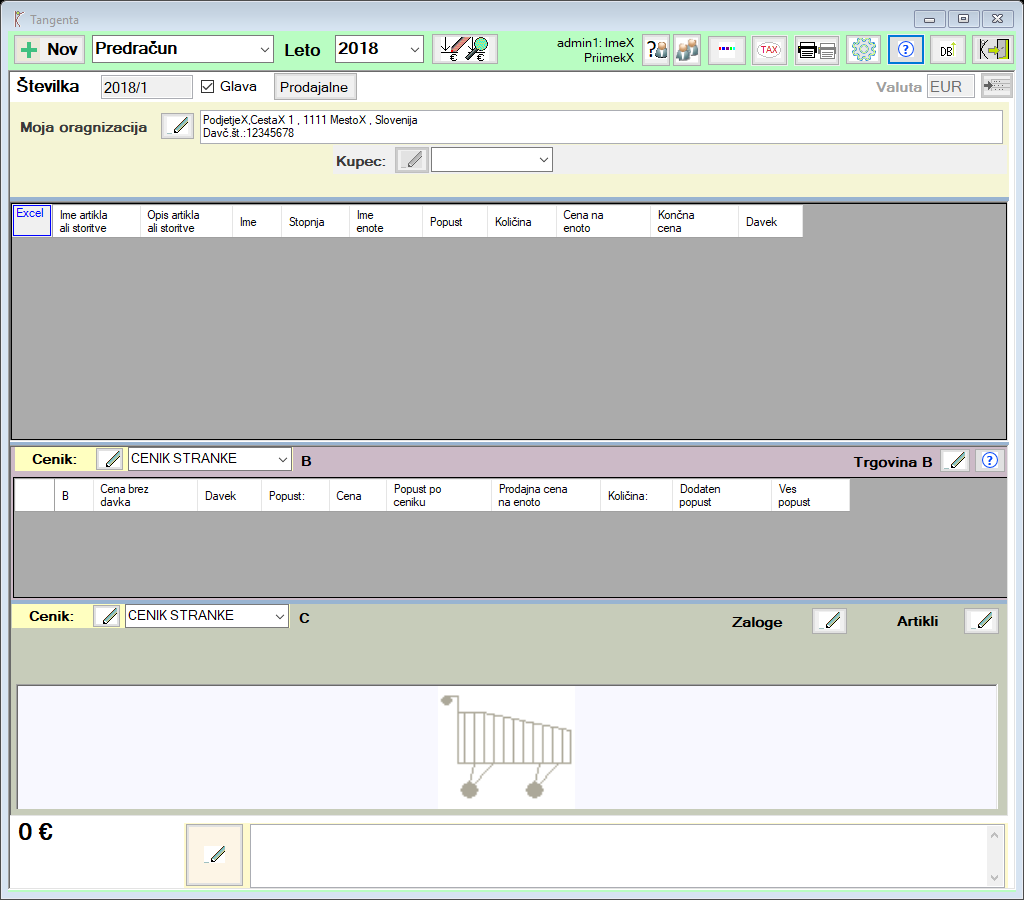 Tangenta
Nov Predračun Leto 2018
admin1: ImeX
PriimekX
TAX
DB
Številka 2018/1 Glava Prodajalne Valuta EUR
Moja oragnizacija
PodjetjeX,CestaX 1 , 1111 MestoX , Slovenija
Davč.št.:12345678
Kupec:
Excel
Ime artikla
ali storitve
Opis artikla
ali storitve
Ime
Stopnja
Ime
enote
Popust
Količina
Cena na
enoto
Končna
cena
Davek
Cenik: CENIK STRANKE B Trgovina B
B
Cena brez
davka
Davek
Popust:
Cena
Popust po
ceniku
Prodajna cena
na enoto
Količina:
Dodaten
popust
Ves
popust
Cenik: CENIK STRANKE C Zaloge Artikli
0 €